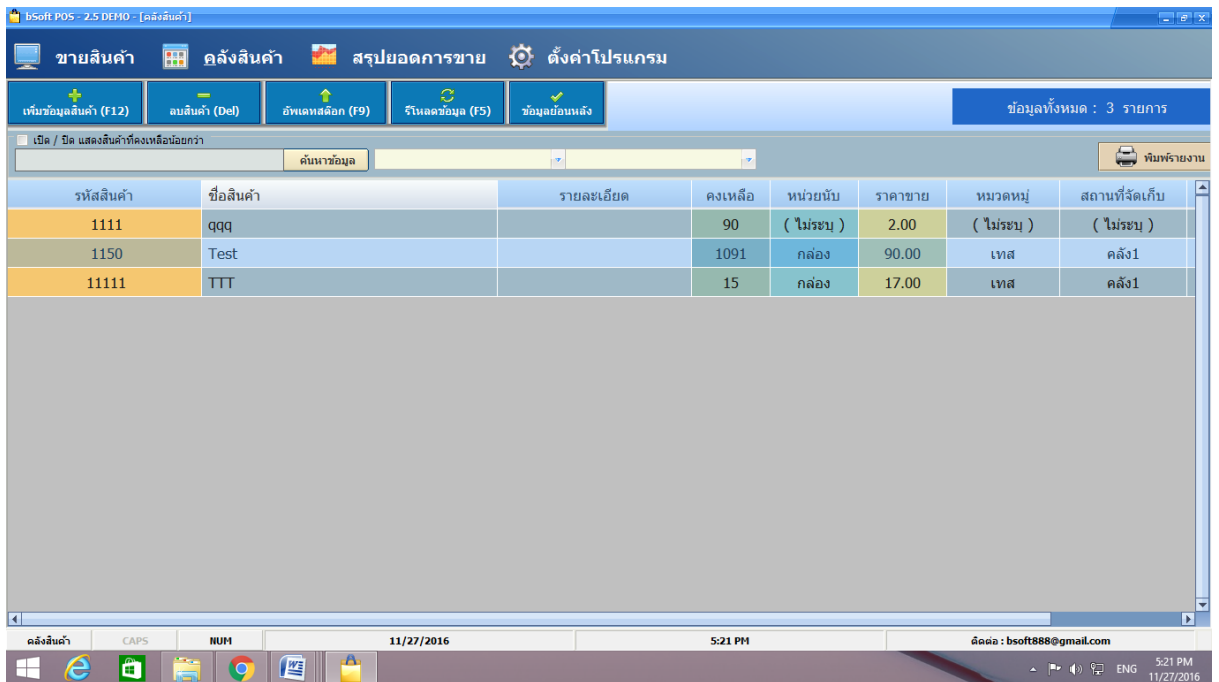 bSoft POS - 2.5 DEMO - [คลังสินค้า]
ขายสินค้า คลังสินค้า สรุปยอดการขาย ตั้งค่าโปรแกรม
เพิ่มข้อมูลสินค้า (F12) ลบสินค้า (Del) อัพเดทสต๊อก (F9) รีโหลดข้อมูล (F5) ข้อมูลย้อนหลัง ข้อมูลทั้งหมด : 3 รายการ
เปิด / ปิด แสดงสินค้าที่คงเหลือน้อยกว่า
ค้นหาข้อมูล พิมพ์รายงาน
รหัสสินค้า ชื่อสินค้า รายละเอียด คงเหลือ หน่วยนับ ราคาขาย หมวดหมู่ สถานที่จัดเก็บ
1111 qqq 90 ( ไม่ระบุ ) 2.00 ( ไม่ระบุ ) ( ไม่ระบุ )
1150 Test 1091 กล่อง 90.00 เทส คลัง1
11111 TTT 15 กล่อง 17.00 เทส คลัง1
คลังสินค้า CAPS NUM 11/27/2016 5:21 PM ติดต่อ : bsoft888@gmail.com
ENG 5:21 PM
11/27/2016